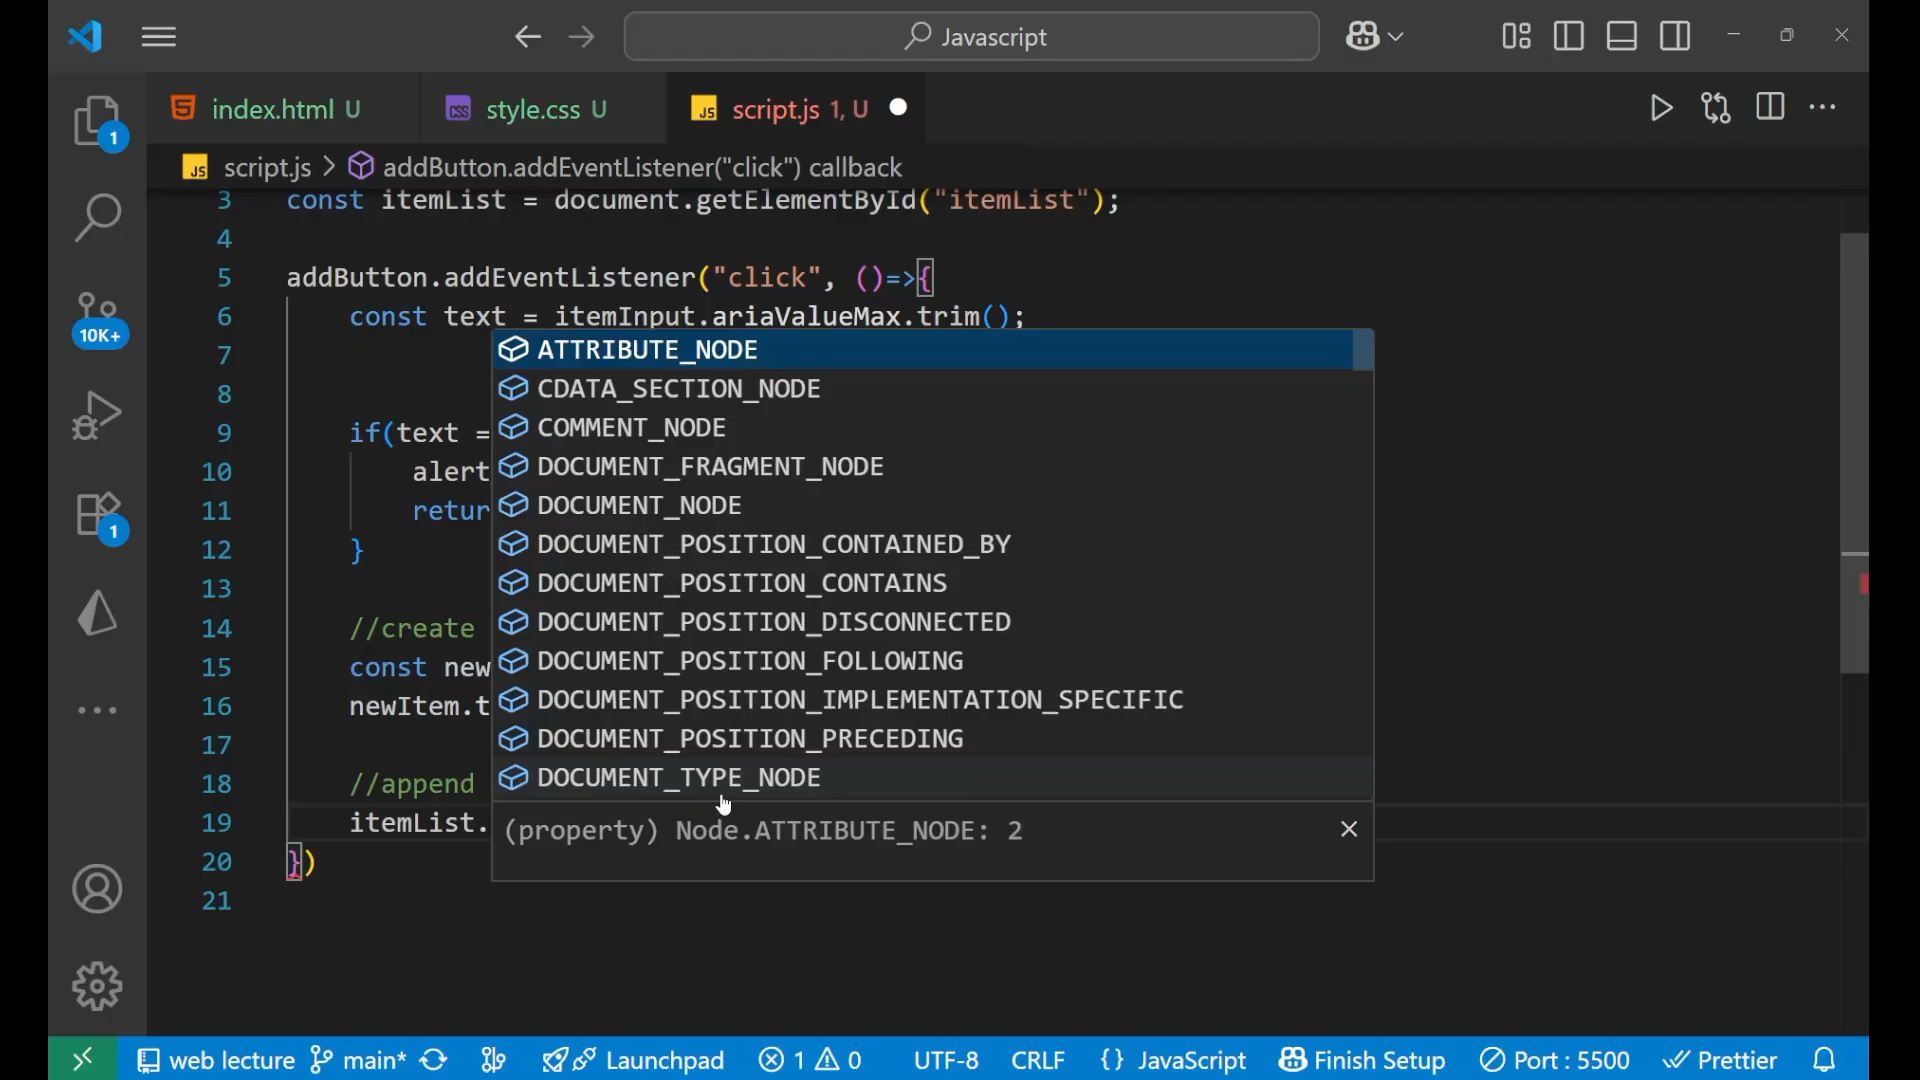 Javascript
index.html U
style.css U
script.js 1, U
script.js > addButton.addEventListener("click") callback
3 const itemList = document.getElementById("itemList");
4
5 addButton.addEventListener("click", ()=>{
6 const text = itemInput.ariaValueMax.trim();
7
8
9 if(text =
10 alert
11 retur
12 }
13
14 //create
15 const new
16 newItem.t
17
18 //append
19 itemList.
20 })
21
ATTRIBUTE_NODE
CDATA_SECTION_NODE
COMMENT_NODE
DOCUMENT_FRAGMENT_NODE
DOCUMENT_NODE
DOCUMENT_POSITION_CONTAINED_BY
DOCUMENT_POSITION_CONTAINS
DOCUMENT_POSITION_DISCONNECTED
DOCUMENT_POSITION_FOLLOWING
DOCUMENT_POSITION_IMPLEMENTATION_SPECIFIC
DOCUMENT_POSITION_PRECEDING
DOCUMENT_TYPE_NODE
(property) Node.ATTRIBUTE_NODE: 2
1
10K+
1
web lecture main* Launchpad 1 0 UTF-8 CRLF {} JavaScript Finish Setup Port : 5500 Prettier